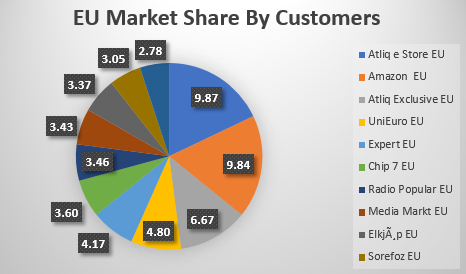 EU Market Share By Customers
9.87
9.84
6.67
4.80
4.17
3.60
3.46
3.43
3.37
3.05
2.78
Atliq e Store EU
Amazon  EU
Atliq Exclusive EU
UniEuro EU
Expert EU
Chip 7 EU
Radio Popular EU
Media Markt EU
ElkjÃ¸p EU
Sorefoz EU